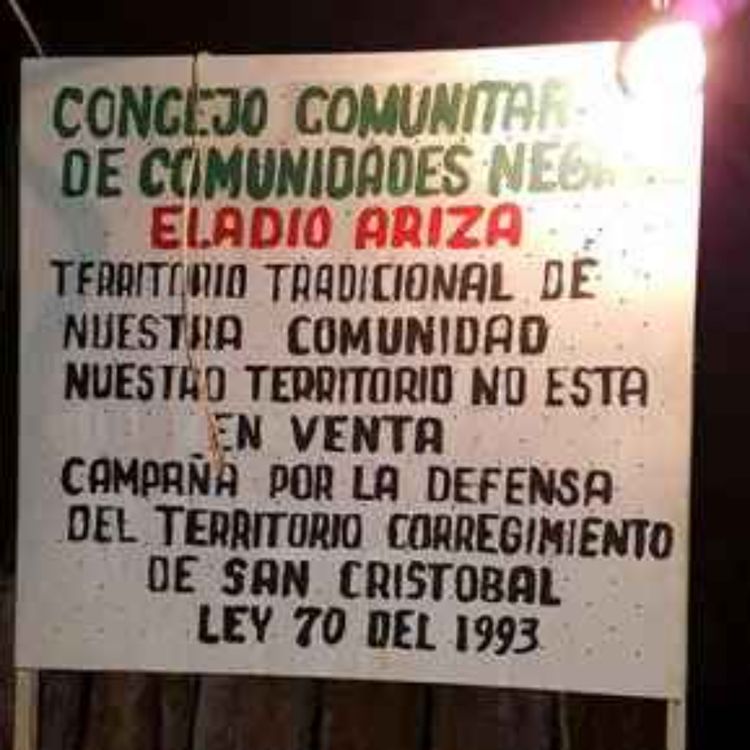 CONCEJO COMUNITAR
DE COMUNIDADES NEG
ELADIO ARIZA
TERRITORIO TRADICIONAL DE
NUESTRA COMUNIDAD
NUESTRO TERRITORIO NO ESTA
EN VENTA
CAMPAÑA POR LA DEFENSA
DEL TERRITORIO CORREGIMIENTO
DE SAN CRISTOBAL
LEY 70 DEL 1993